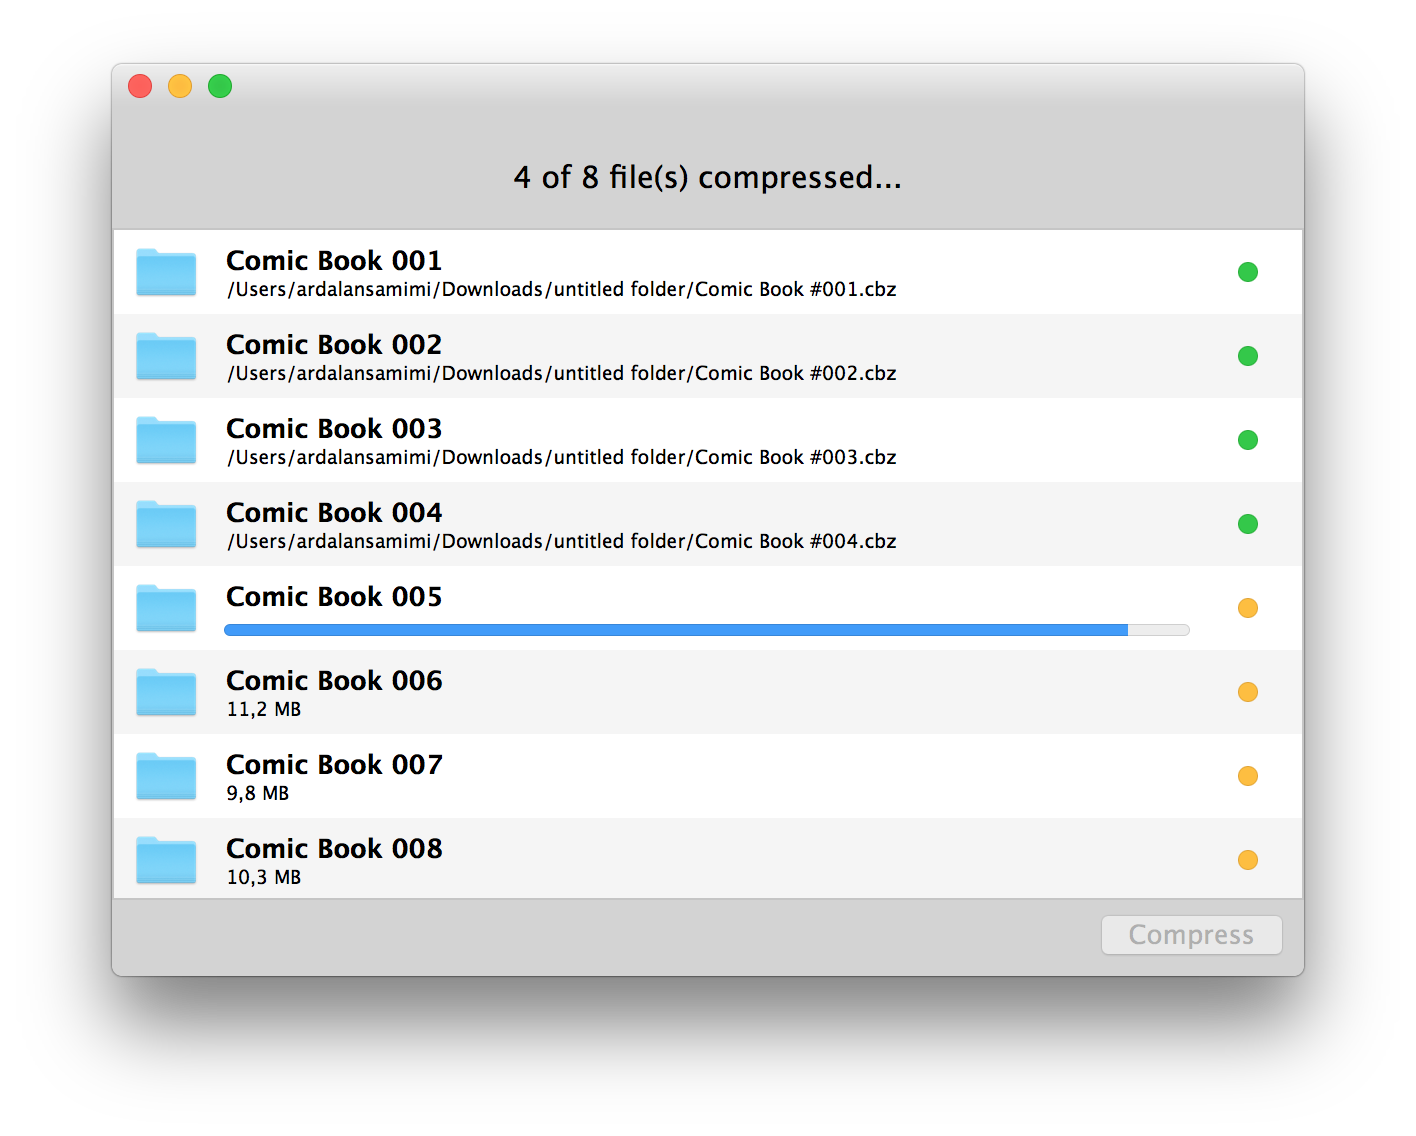 4 of 8 file(s) compressed...
Comic Book 001
/Users/ardalansamimi/Downloads/untitled folder/Comic Book #001.cbz
Comic Book 002
/Users/ardalansamimi/Downloads/untitled folder/Comic Book #002.cbz
Comic Book 003
/Users/ardalansamimi/Downloads/untitled folder/Comic Book #003.cbz
Comic Book 004
/Users/ardalansamimi/Downloads/untitled folder/Comic Book #004.cbz
Comic Book 005
Comic Book 006
11,2 MB
Comic Book 007
9,8 MB
Comic Book 008
10,3 MB
Compress